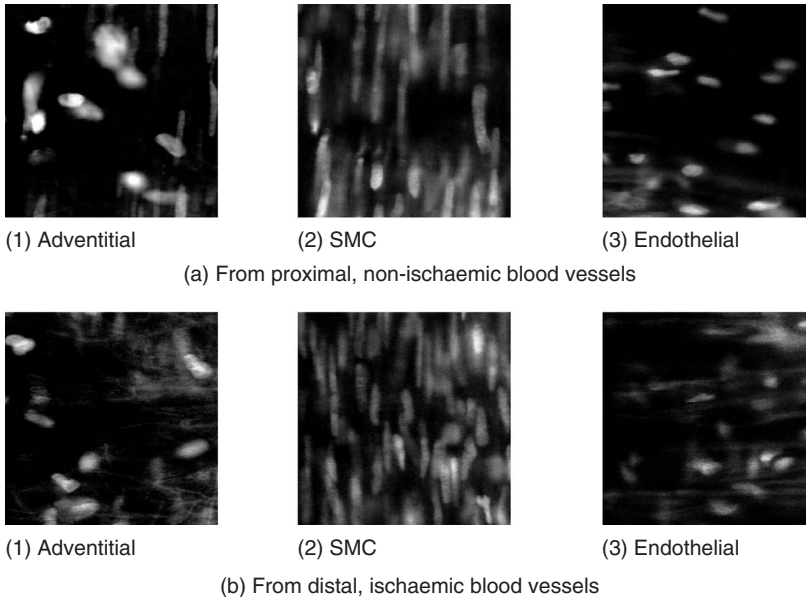 (1) Adventitial (2) SMC (3) Endothelial
(a) From proximal, non-ischaemic blood vessels
(1) Adventitial (2) SMC (3) Endothelial
(b) From distal, ischaemic blood vessels